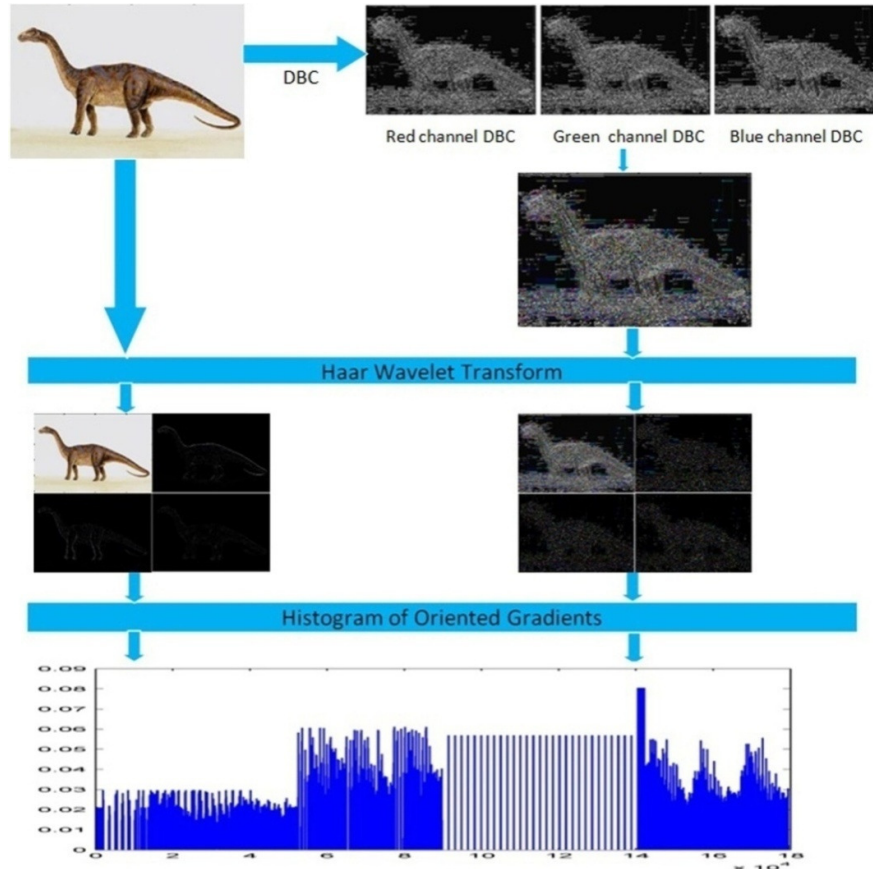 DBC
Red channel DBC
Green channel DBC
Blue channel DBC
Haar Wavelet Transform
Histogram of Oriented Gradients
0.09
0.08
0.07
0.06
0.05
0.04
0.03
0.02
0.01
0
0 2 4 6 8 10 12 14 16 18
× 10⁴